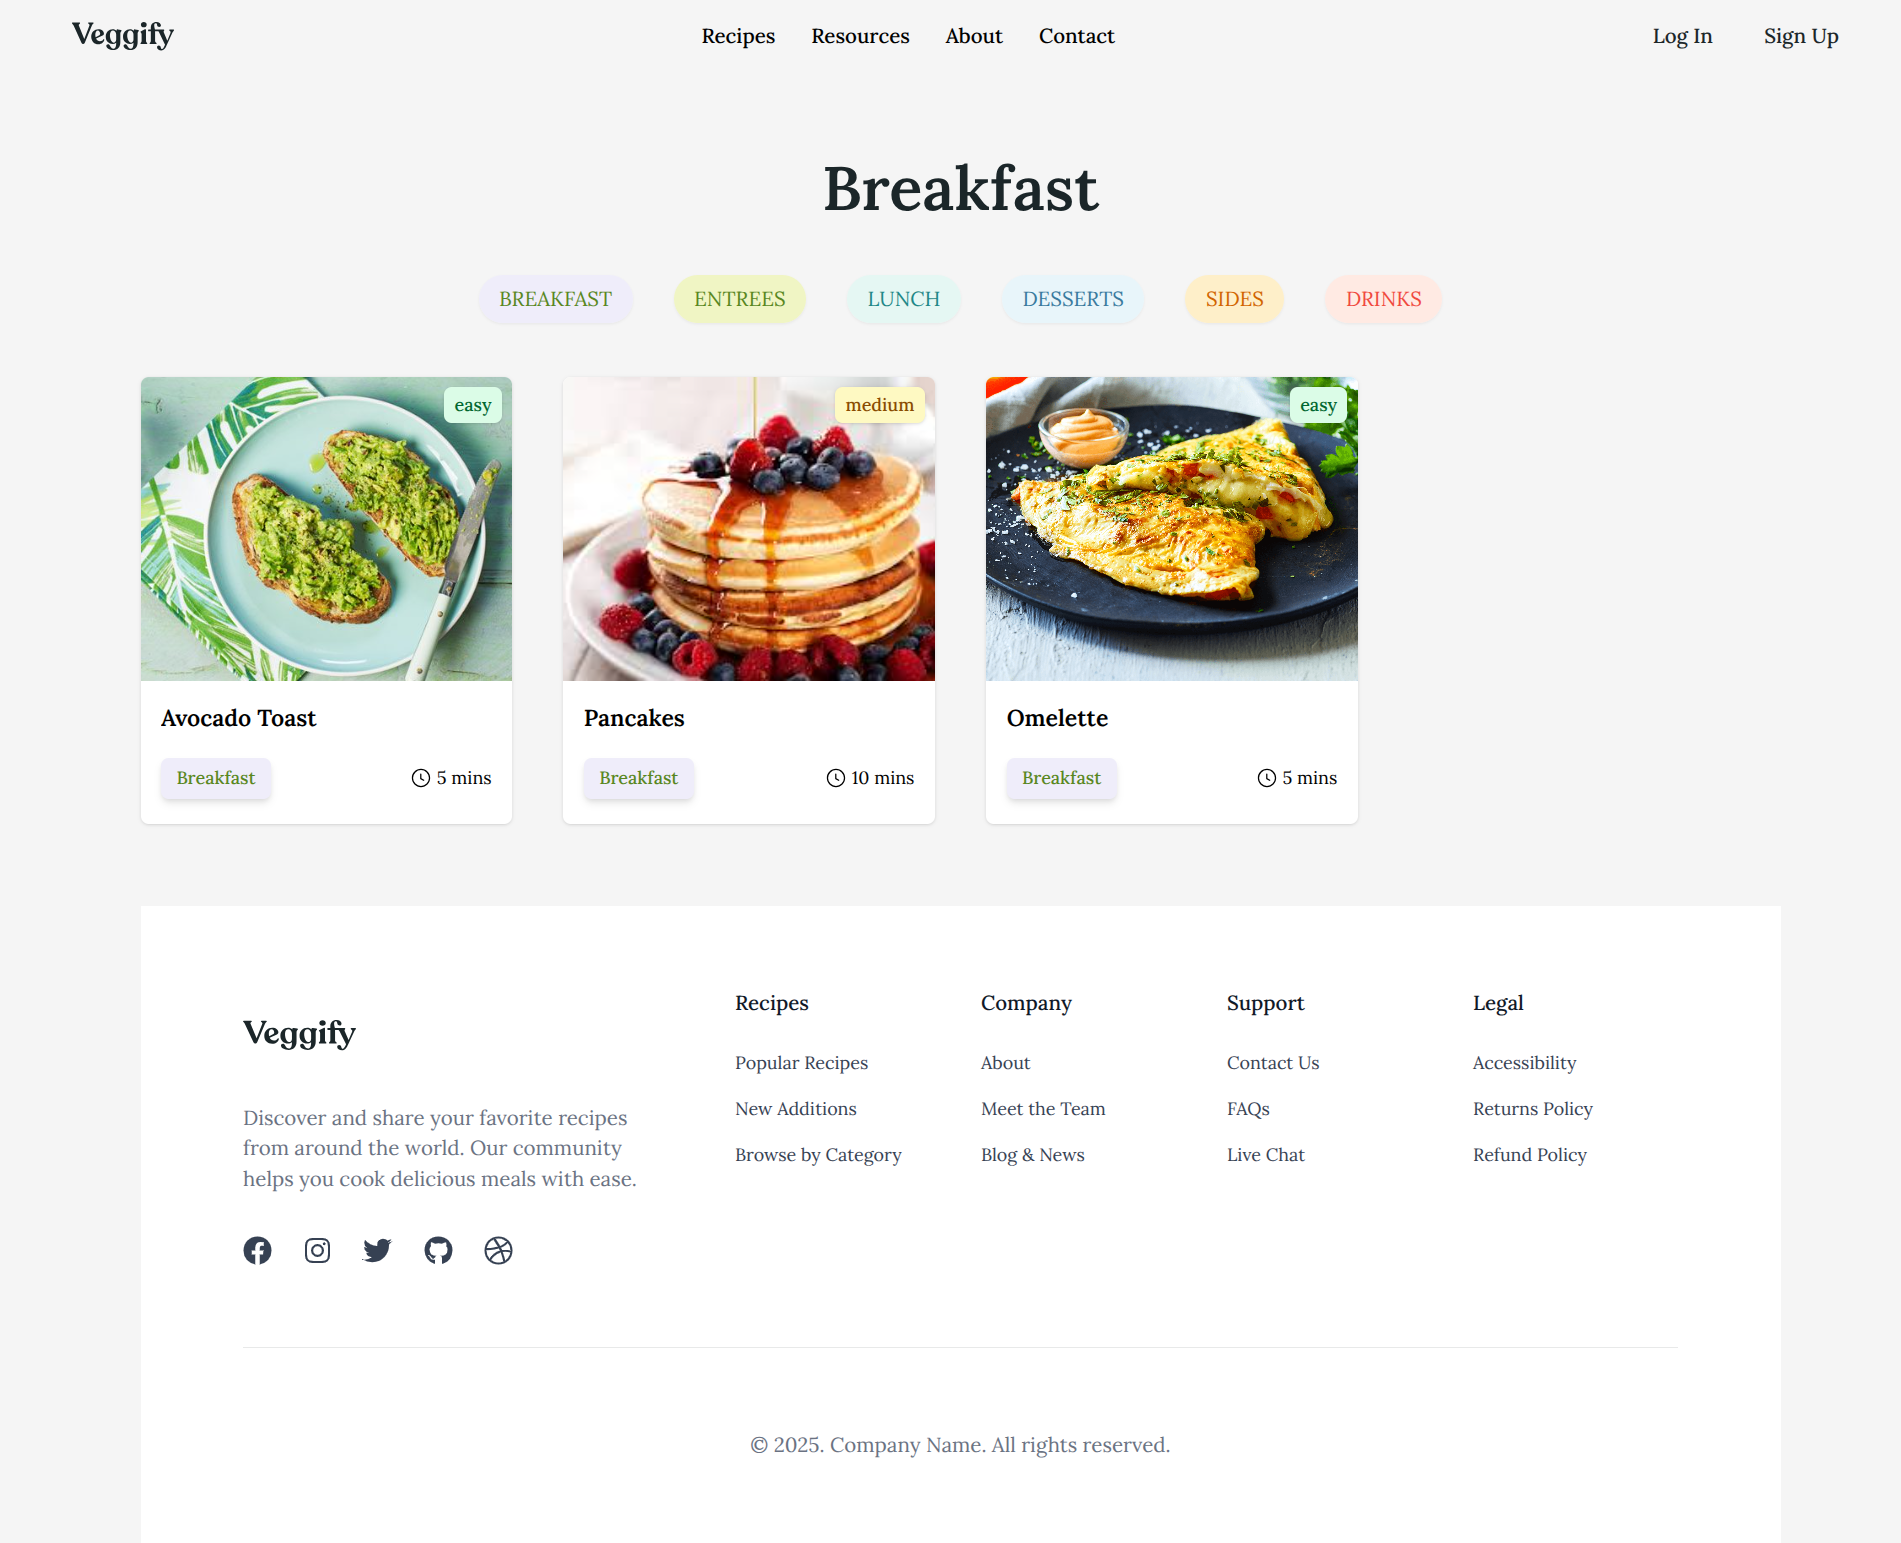 Veggify
Recipes Resources About Contact
Log In Sign Up
Breakfast
BREAKFAST ENTREES LUNCH DESSERTS SIDES DRINKS
easy
Avocado Toast
Breakfast 5 mins
medium
Pancakes
Breakfast 10 mins
easy
Omelette
Breakfast 5 mins
Veggify
Discover and share your favorite recipes
from around the world. Our community
helps you cook delicious meals with ease.
Recipes
Popular Recipes
New Additions
Browse by Category
Company
About
Meet the Team
Blog & News
Support
Contact Us
FAQs
Live Chat
Legal
Accessibility
Returns Policy
Refund Policy
© 2025. Company Name. All rights reserved.